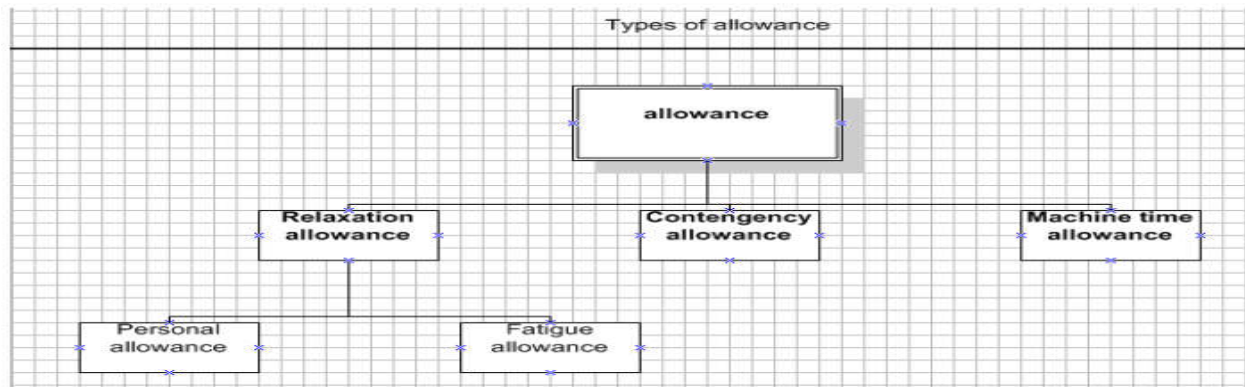 Types of allowance
allowance
Relaxation
allowance
Contengency
allowance
Machine time
allowance
Personal
allowance
Fatigue
allowance